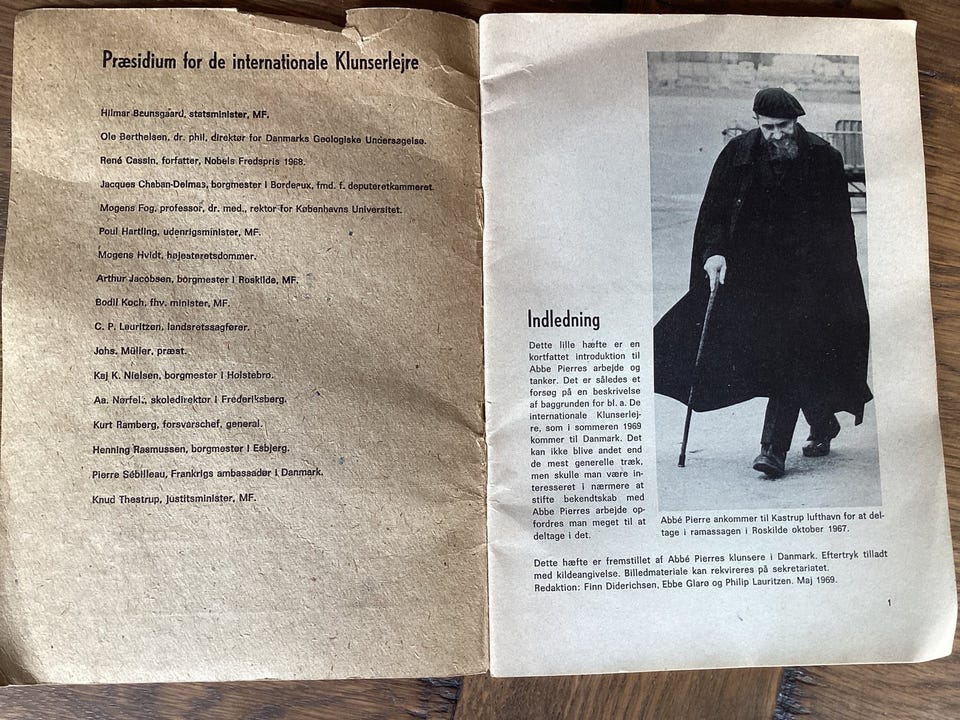 Præsidium for de internationale Klunserlejre
Hilmar Baunsgaard, statsminister, MF.
Ole Berthelsen, dr. phil, direktør for Danmarks Geologiske Undersøgelse.
René Cassin, forfatter, Nobels Fredspris 1968.
Jacques Chaban-Delmas, borgmester i Bordeaux, fmd. f. deputeretkammeret.
Mogens Fog, professor, dr. med., rektor for Københavns Universitet.
Poul Hartling, udenrigsminister, MF.
Mogens Hvidt, højesteretsdommer.
Arthur Jacobsen, borgmester i Roskilde, MF.
Bodil Koch, fhv. minister, MF.
C. P. Lauritzen, landsretssagfører.
Johs. Müller, præst.
Kaj K. Nielsen, borgmester i Holstebro.
Aa. Nørfelt, skoledirektør i Frederiksberg.
Kurt Ramberg, forsvarschef, general.
Henning Rasmussen, borgmester i Esbjerg.
Pierre Sébilleau, Frankrigs ambassadør i Danmark.
Knud Thestrup, justitsminister, MF.
Indledning
Dette lille hæfte er en
kortfattet introduktion til
Abbe Pierres arbejde og
tanker. Det er således et
forsøg på en beskrivelse
af baggrunden for bl. a. De
internationale Klunserlej-
re, som i sommeren 1969
kommer til Danmark. Det
kan ikke blive andet end
de mest generelle træk,
men skulle man være in-
teresseret i nærmere at
stifte bekendtskab med
Abbe Pierres arbejde op-
fordres man meget til at
deltage i det.
Abbé Pierre ankommer til Kastrup lufthavn for at del-
tage i ramassagen i Roskilde oktober 1967.
Dette hæfte er fremstillet af Abbé Pierres klunsere i Danmark. Eftertryk tilladt
med kildeangivelse. Billedmateriale kan rekvireres på sekretariatet.
Redaktion: Finn Diderichsen, Ebbe Glarø og Philip Lauritzen. Maj 1969.
1